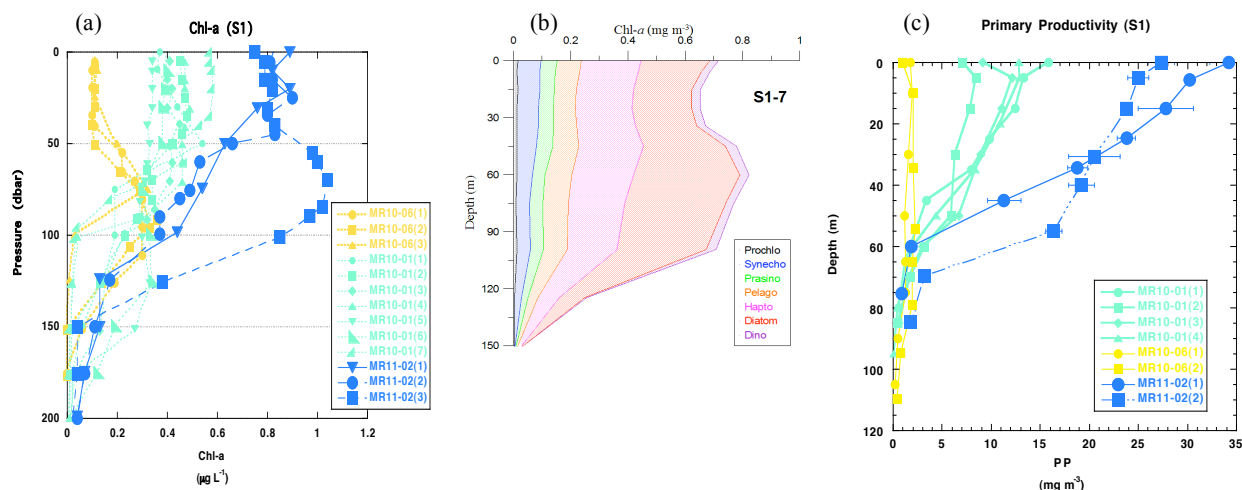 (a)
Chl-a (S1)
0
50
100
150
200
Pressure (dbar)
0
0.2
0.4
0.6
0.8
1
1.2
Chl-a
(µg L⁻¹)
MR10-06(1)
MR10-06(2)
MR10-06(3)
MR10-01(1)
MR10-01(2)
MR10-01(3)
MR10-01(4)
MR10-01(5)
MR10-01(6)
MR10-01(7)
MR11-02(1)
MR11-02(2)
MR11-02(3)
(b)
Chl-a (mg m⁻³)
0
0.2
0.4
0.6
0.8
1
0
30
60
90
120
150
Depth (m)
S1-7
Prochlo
Synecho
Prasino
Pelago
Hapto
Diatom
Dino
(c)
Primary Productivity (S1)
0
20
40
60
80
100
120
Depth (m)
0
5
10
15
20
25
30
35
PP
(mg m⁻³)
MR10-01(1)
MR10-01(2)
MR10-01(3)
MR10-01(4)
MR10-06(1)
MR10-06(2)
MR11-02(1)
MR11-02(2)